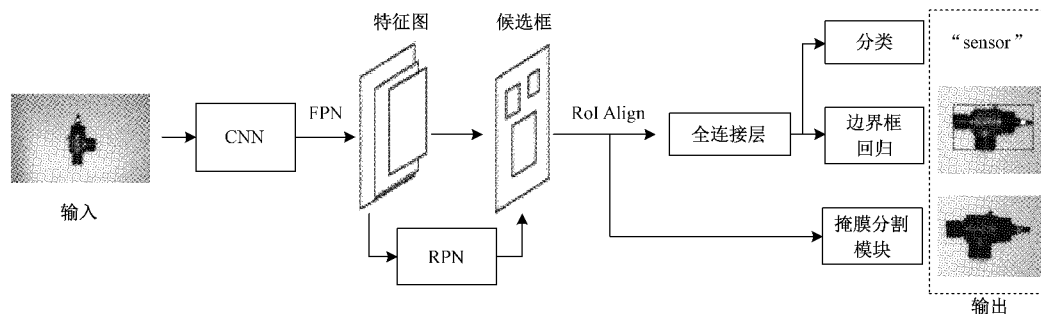 特征图
候选框
分类
“sensor”
FPN
RoI Align
CNN
全连接层
边界框
回归
输入
RPN
掩膜分割
模块
输出